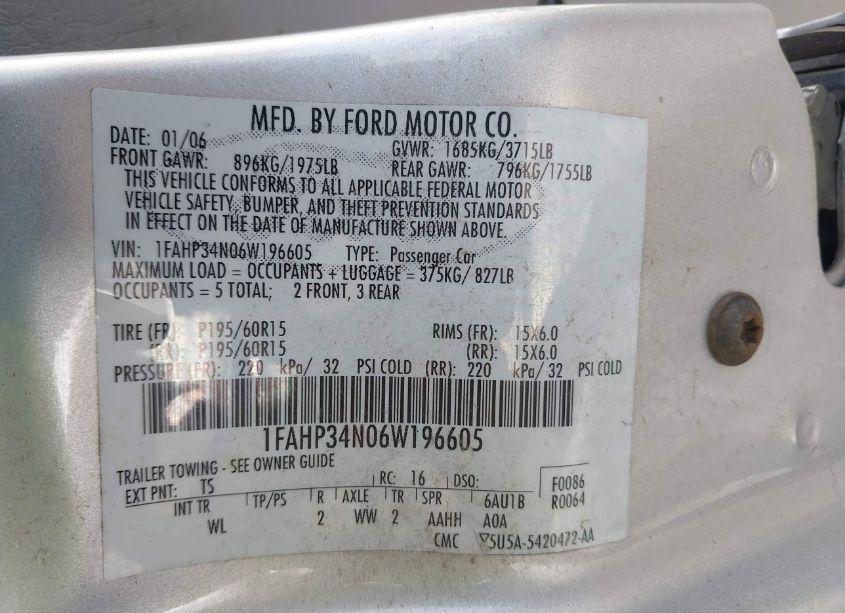 MFD. BY FORD MOTOR CO.
DATE: 01/06 GVWR: 1685KG/3715LB
FRONT GAWR: 896KG/1975LB REAR GAWR: 796KG/1755LB
THIS VEHICLE CONFORMS TO ALL APPLICABLE FEDERAL MOTOR
VEHICLE SAFETY, BUMPER, AND THEFT PREVENTION STANDARDS
IN EFFECT ON THE DATE OF MANUFACTURE SHOWN ABOVE.
VIN: 1FAHP34N06W196605 TYPE: Passenger Car
MAXIMUM LOAD = OCCUPANTS + LUGGAGE = 375KG/ 827LB
OCCUPANTS = 5 TOTAL; 2 FRONT, 3 REAR
TIRE (FR): P195/60R15 RIMS (FR): 15X6.0
(RR): P195/60R15 (RR): 15X6.0
PRESSURE (FR): 220 kPa/ 32 PSI COLD (RR): 220 kPa/ 32 PSI COLD
1FAHP34N06W196605
TRAILER TOWING - SEE OWNER GUIDE
EXT PNT: TS RC: 16 DSO: F0086
INT TR TP/PS R AXLE TR SPR 6AU1B R0064
WL 2 WW 2 AAHH A0A
CMC 5U5A-5420472-AA